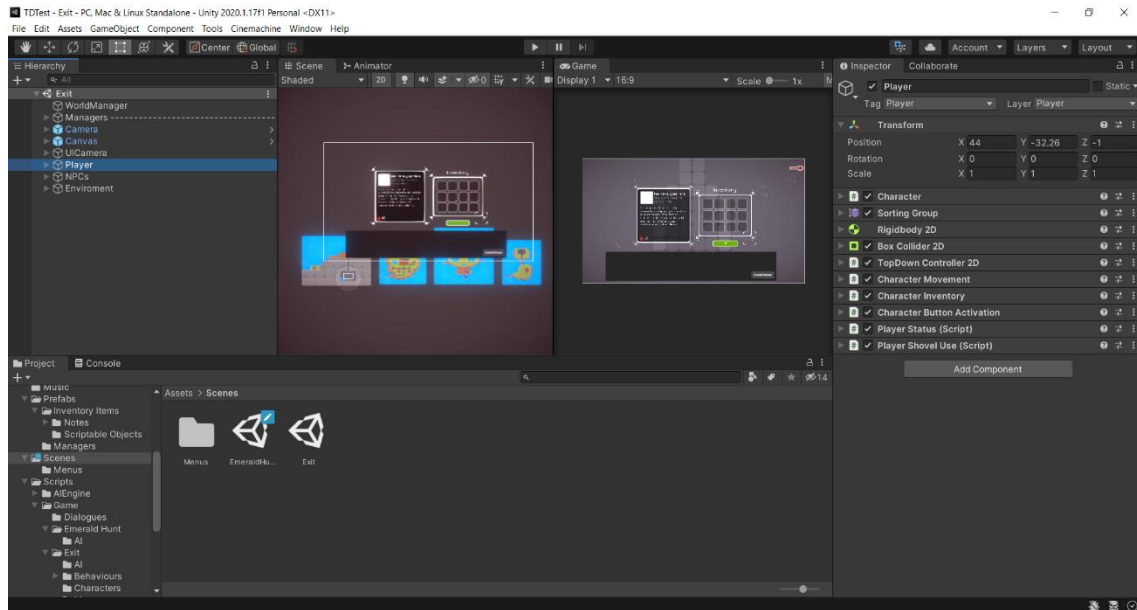 TDTest - Exit - PC, Mac & Linux Standalone - Unity 2020.1.17f1 Personal <DX11>
File Edit Assets GameObject Component Tools Cinemachine Window Help
Center Global Account Layers Layout
Hierarchy
All
Exit
WorldManager
Managers
Camera
Canvas
UICamera
Player
NPCs
Enviroment
Scene Animator
Shaded 2D 0
Game
Display 1 16:9 Scale 1x M
Inventory
Inspector Collaborate
Player Static
Tag Player Layer Player
Transform
Position X 44 Y -32.26 Z -1
Rotation X 0 Y 0 Z 0
Scale X 1 Y 1 Z 1
Character
Sorting Group
Rigidbody 2D
Box Collider 2D
TopDown Controller 2D
Character Movement
Character Inventory
Character Button Activation
Player Status (Script)
Player Shovel Use (Script)
Add Component
Project Console
14
Music
Prefabs
Inventory Items
Notes
Scriptable Objects
Managers
Scenes
Menus
Scripts
AIEngine
Game
Dialogues
Emerald Hunt
AI
Exit
AI
Behaviours
Characters
Assets > Scenes
Menus EmeraldHu... Exit